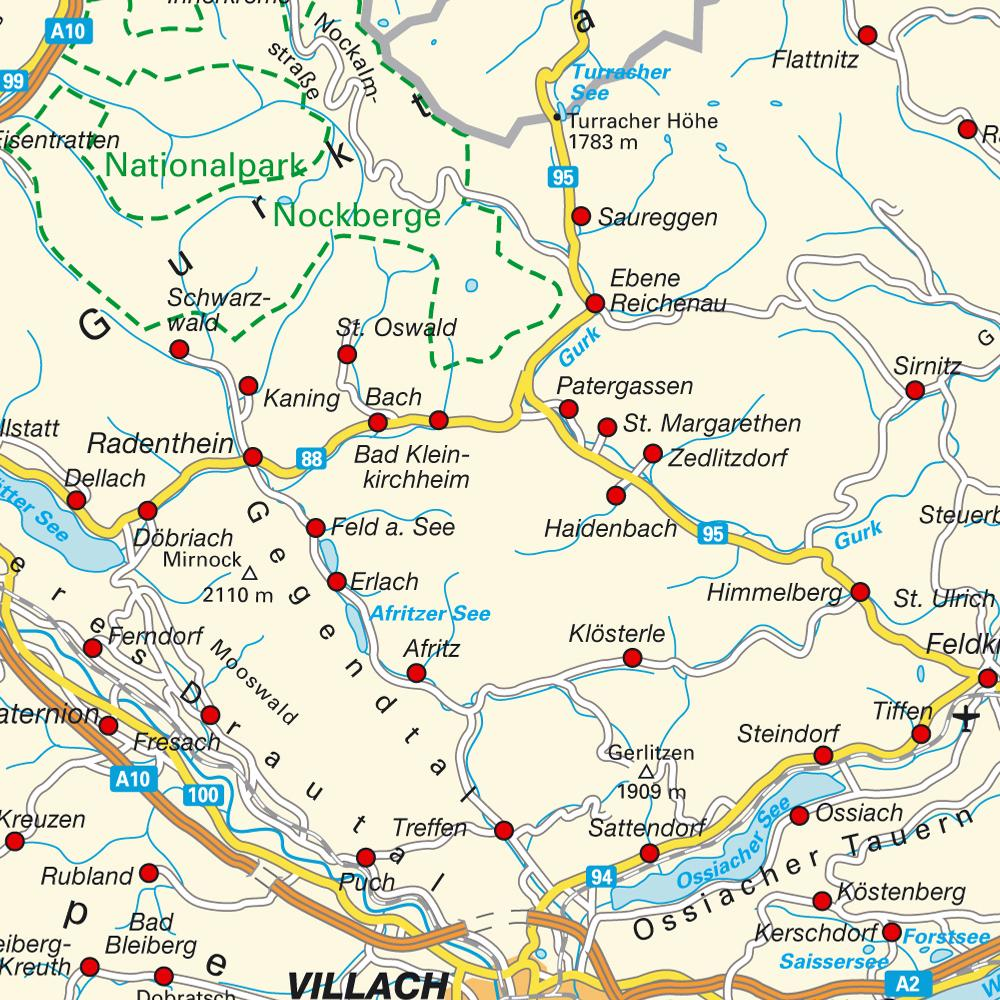 A10
99
Nockalm-
straße
a
Flattnitz
Turracher
See
Turracher Höhe
1783 m
Nationalpark
Nockberge
95
Saureggen
G u r k t a
Ebene
Reichenau
Schwarz-
wald
St. Oswald
Gurk
Sirnitz
Kaning
Bach
Patergassen
St. Margarethen
Radenthein
88
Bad Klein-
kirchheim
Zedlitzdorf
Dellach
Döbriach
Feld a. See
Haidenbach
95
Gurk
Mirnock
2110 m
Erlach
Afritzer See
Himmelberg
St. Ulrich
Ferndorf
Mooswald
Afritz
Klösterle
Gegendtal
Drautal
Fresach
Tiffen
Steindorf
Gerlitzen
1909 m
A10
100
Treffen
Sattendorf
Ossiach
Ossiacher See
Ossiacher Tauern
Kreuzen
Rubland
Puch
94
Köstenberg
Bad
Bleiberg
Kreuth
Kerschdorf
Forstsee
Saissersee
VILLACH
A2
Dobratsch